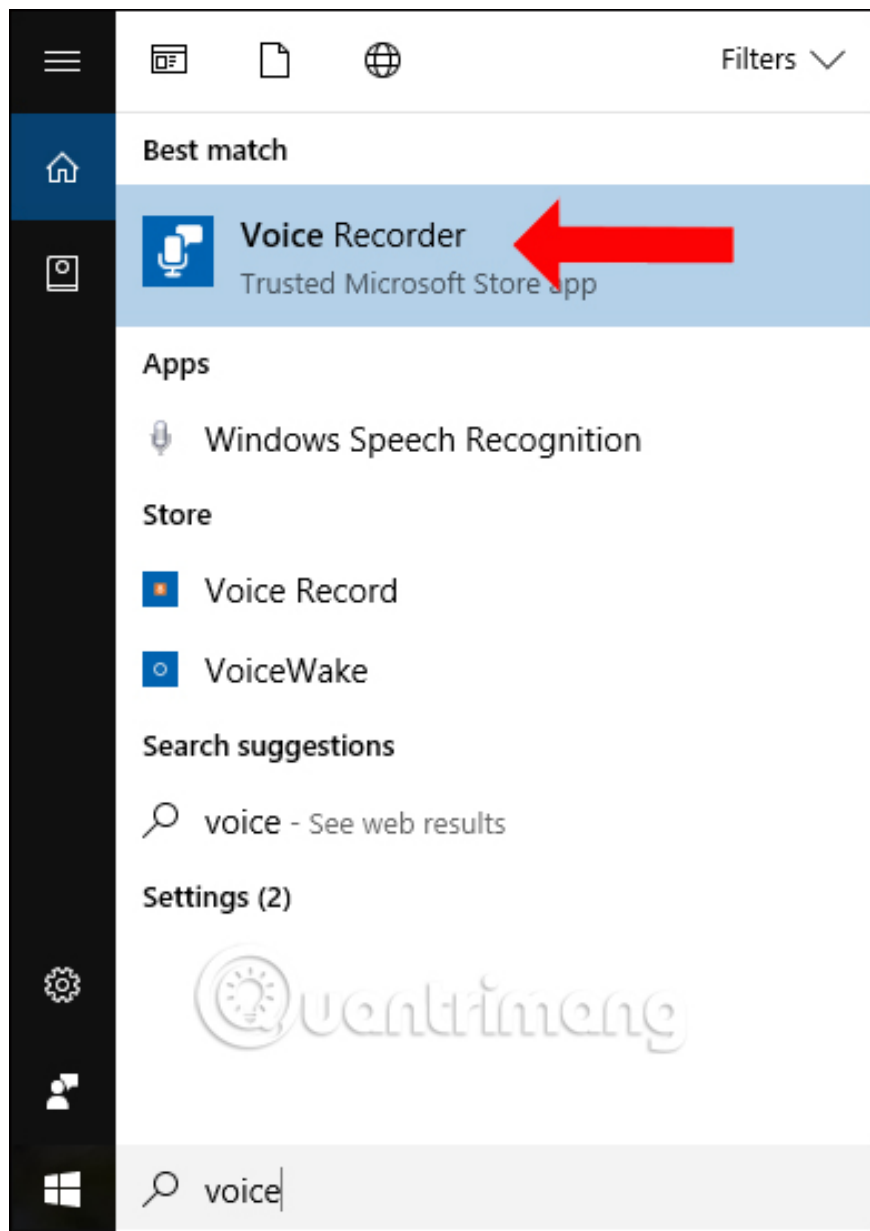 Filters
Best match
Voice Recorder
Trusted Microsoft Store app
Apps
Windows Speech Recognition
Store
Voice Record
VoiceWake
Search suggestions
voice - See web results
Settings (2)
Quantrimang
voice